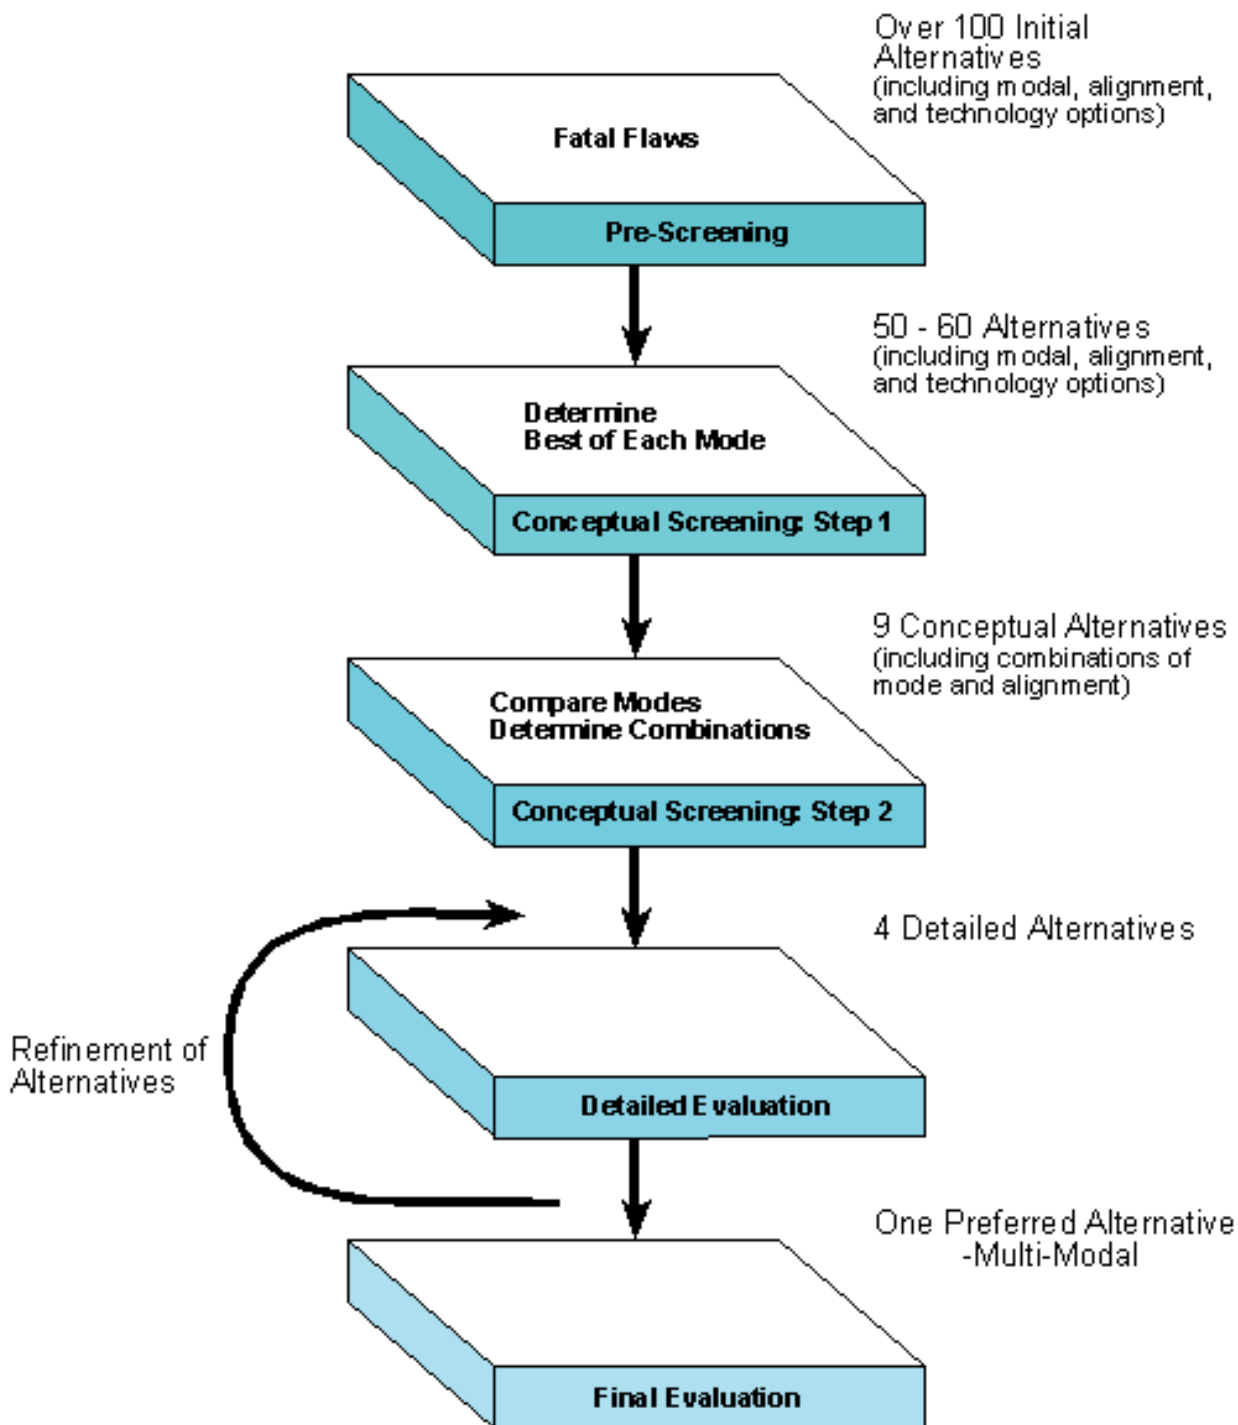 Over 100 Initial
Alternatives
(including modal, alignment,
and technology options)
Fatal Flaws
Pre-Screening
50 - 60 Alternatives
(including modal, alignment,
and technology options)
Determine
Best of Each Mode
Conceptual Screening: Step 1
9 Conceptual Alternatives
(including combinations of
mode and alignment)
Compare Modes
Determine Combinations
Conceptual Screening: Step 2
4 Detailed Alternatives
Refinement of
Alternatives
Detailed Evaluation
One Preferred Alternative
-Multi-Modal
Final Evaluation